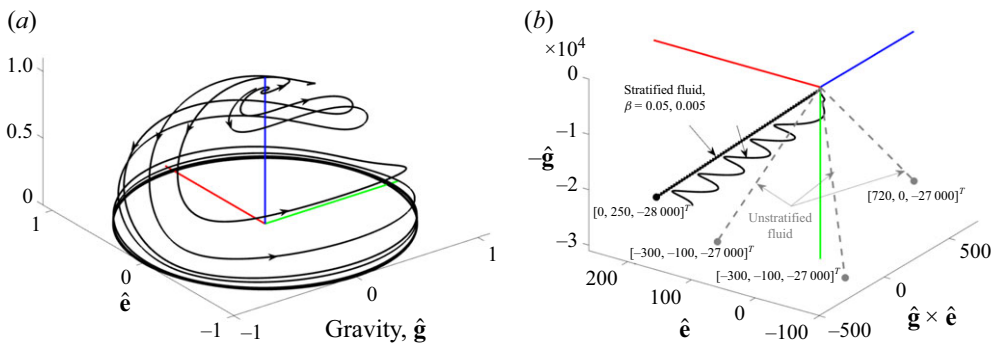 (a)
1.0
0.5
0
1
0
ê
−1
−1
0
1
Gravity, ĝ
(b)
×10⁴
0
−1
−ĝ
−2
−3
Stratified fluid,
β = 0.05, 0.005
[0, 250, −28 000]ᵀ
[−300, −100, −27 000]ᵀ
[−300, −100, −27 000]ᵀ
[720, 0, −27 000]ᵀ
Unstratified
fluid
200
100
0
−100
ê
−500
0
500
ĝ × ê